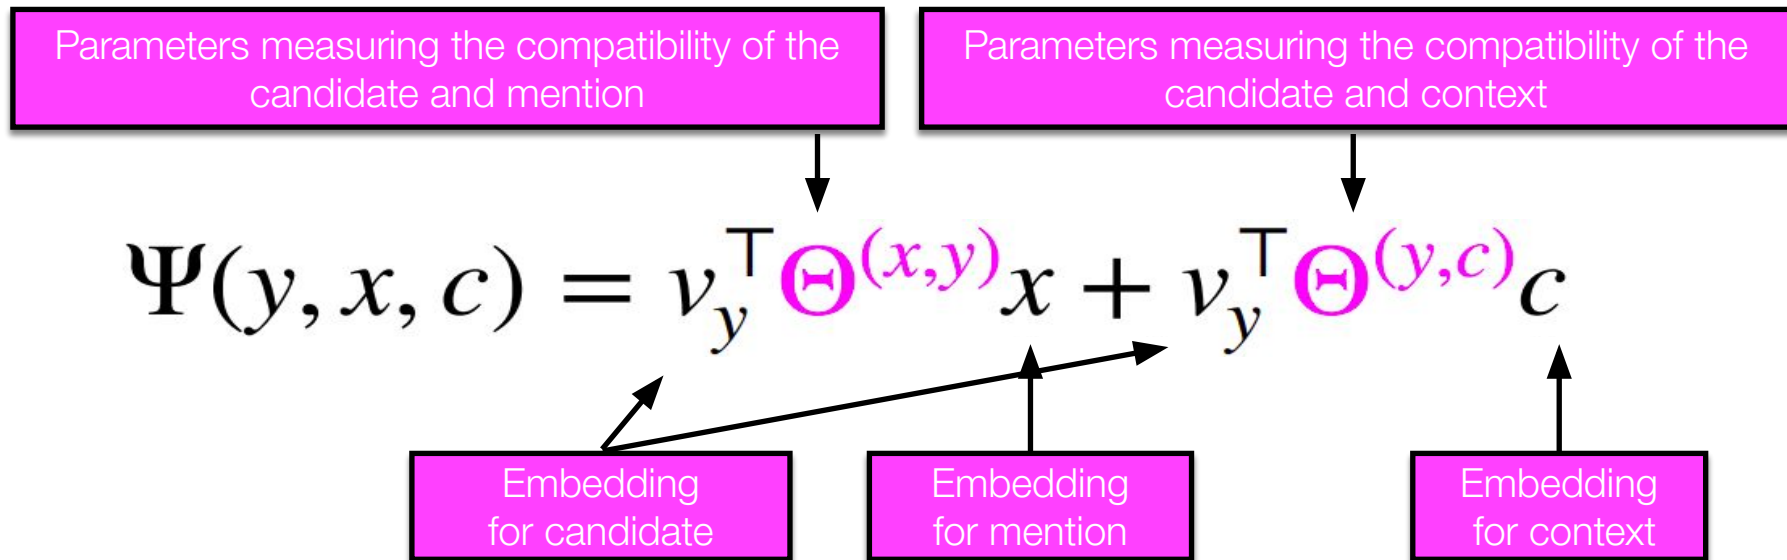 Parameters measuring the compatibility of the
candidate and mention
Parameters measuring the compatibility of the
candidate and context
Ψ(y, x, c) = v_y^⊤ Θ^(x,y) x + v_y^⊤ Θ^(y,c) c
Embedding
for candidate
Embedding
for mention
Embedding
for context